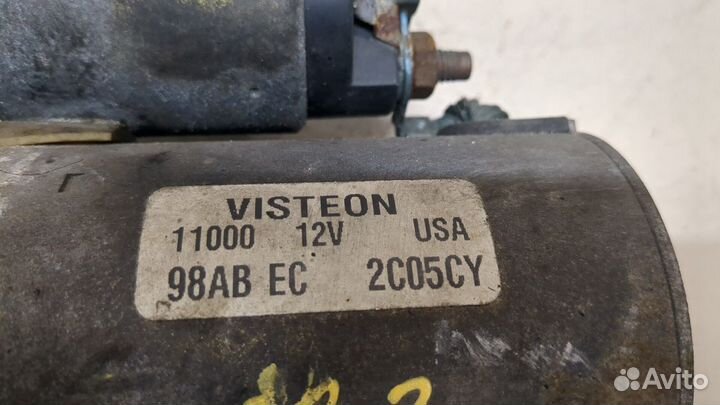 VISTEON
11000 12V USA
98AB EC 2C05CY
Avito